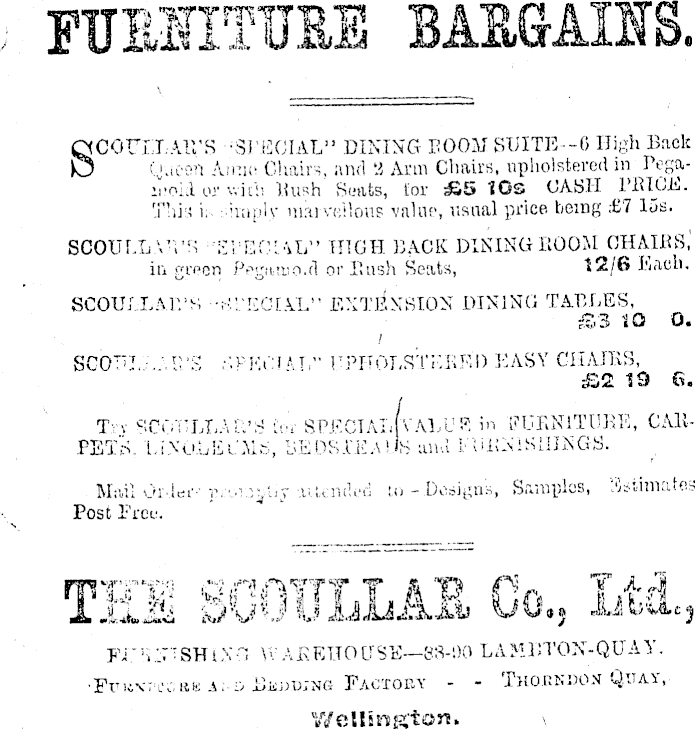 FURNITURE BARGAINS.
SCOULLAR'S "SPECIAL" DINING ROOM SUITE--6 High Back
Queen Anne Chairs, and 2 Arm Chairs, upholstered in Pega-
moid or with Rush Seats, for £5 10s CASH PRICE.
This is simply marvellous value, usual price being £7 15s.
SCOULLAR'S "SPECIAL" HIGH BACK DINING ROOM CHAIRS,
in green Pegamoid or Rush Seats, 12/6 Each.
SCOULLAR'S "SPECIAL" EXTENSION DINING TABLES,
£3 10 0.
SCOULLAR'S SPECIAL" UPHOLSTERED EASY CHAIRS,
£2 19 6.
Try SCOULLAR'S for SPECIAL VALUE in FURNITURE, CAR-
PETS, LINOLEUMS, BEDSTEADS and FURNISHINGS.
Mail Orders promptly attended to - Designs, Samples, Estimates
Post Free.
THE SCOULLAR Co., Ltd.,
FURNISHING WAREHOUSE--88-90 LAMBTON-QUAY.
FURNITURE AND BEDDING FACTORY - - THORNDON QUAY,
Wellington.